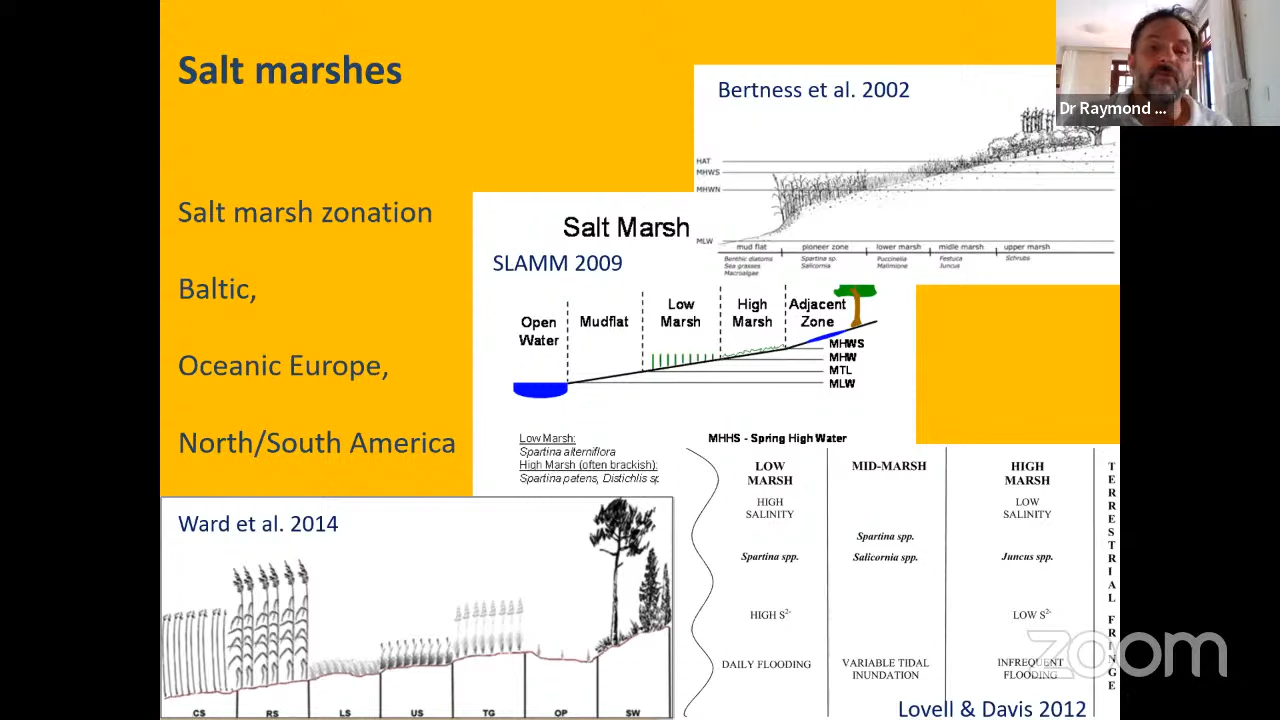 Salt marshes
Salt marsh zonation
Baltic,
Oceanic Europe,
North/South America
Dr Raymond ...
Bertness et al. 2002
HAT
MHWS
MHWN
MLW
mud flat
pioneer zone
lower marsh
midle marsh
upper marsh
Benthic diatoms
Sea grasses
Macroalgae
Spartina sp.
Salicornia
Puccinelia
Malimione
Festuca
Juncus
Schrubs
Salt Marsh
SLAMM 2009
Open
Water
Mudflat
Low
Marsh
High
Marsh
Adjacent
Zone
MHWS
MHW
MTL
MLW
Low Marsh:
Spartina alterniflora
High Marsh (often brackish):
Spartina patens, Distichlis sp
MHHS - Spring High Water
LOW
MARSH
HIGH
SALINITY
Spartina spp.
HIGH S2-
DAILY FLOODING
MID-MARSH
Spartina spp.
Salicornia spp.
VARIABLE TIDAL
INUNDATION
HIGH
MARSH
LOW
SALINITY
Juncus spp.
LOW S2-
INFREQUENT
FLOODING
TERRESTRIAL FRINGE
Lovell & Davis 2012
Ward et al. 2014
CS
RS
LS
US
TG
OP
SW
zoom